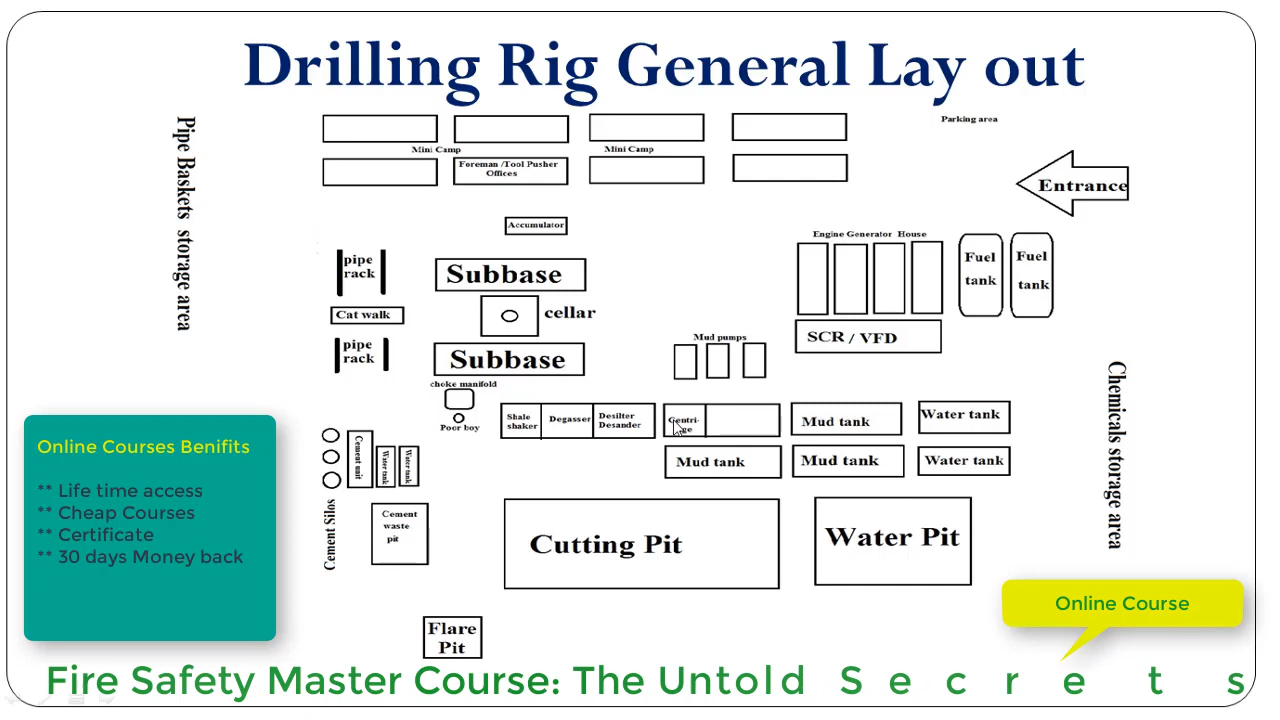 Drilling Rig General Lay out
Pipe Baskets storage area
Parking area
Mini Camp
Mini Camp
Foreman /Tool Pusher
Offices
Entrance
Accumulator
Engine Generator House
Fuel
tank
Fuel
tank
pipe
rack
Subbase
Cat walk
cellar
SCR / VFD
Mud pumps
pipe
rack
Subbase
choke manifold
Poor boy
Shale
shaker
Degasser
Desilter
Desander
Mud tank
Water tank
Mud tank
Mud tank
Water tank
Chemicals storage area
Cement unit
Water tank
Water tank
Cement Silos
Cement
waste
pit
Cutting Pit
Water Pit
Flare
Pit
Online Courses Benifits
** Life time access
** Cheap Courses
** Certificate
** 30 days Money back
Online Course
Fire Safety Master Course: The Untold Secrets